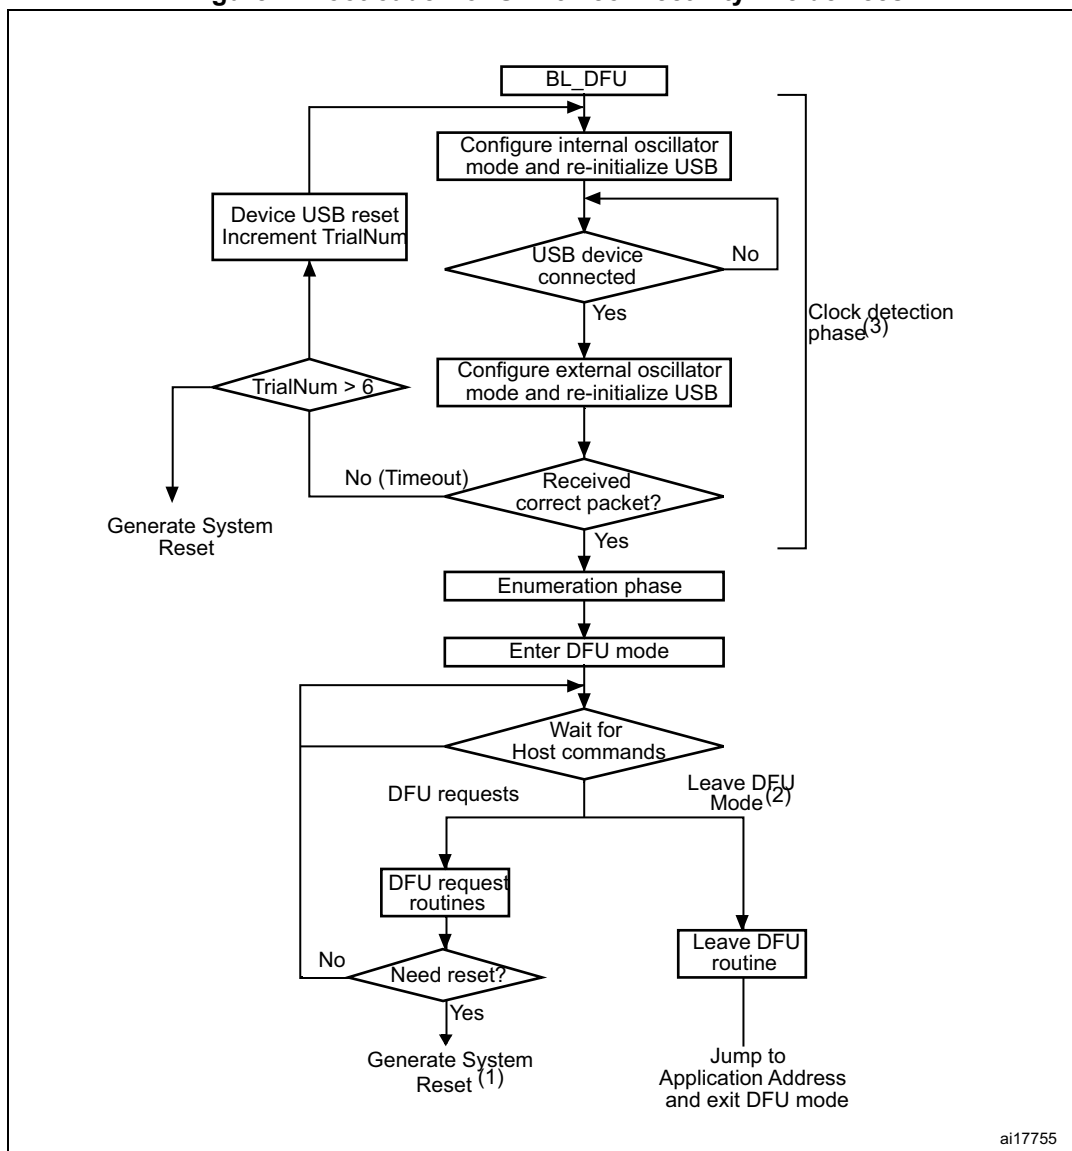 BL_DFU
Configure internal oscillator
mode and re-initialize USB
Device USB reset
Increment TrialNum
USB device
connected
No
Yes
Clock detection
phase(3)
Configure external oscillator
mode and re-initialize USB
TrialNum > 6
No (Timeout)
Received
correct packet?
Generate System
Reset
Yes
Enumeration phase
Enter DFU mode
Wait for
Host commands
DFU requests
Leave DFU
Mode(2)
DFU request
routines
Leave DFU
routine
No
Need reset?
Yes
Generate System
Reset (1)
Jump to
Application Address
and exit DFU mode
ai17755